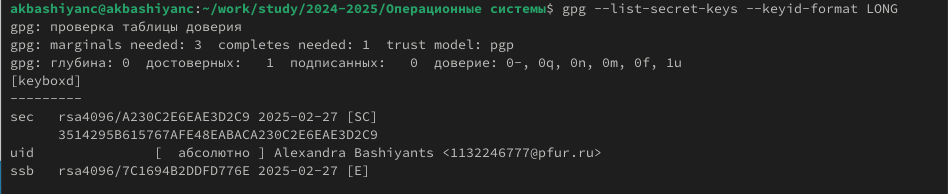 akbashiyanc@akbashiyanc:~/work/study/2024-2025/Операционные системы$ gpg --list-secret-keys --keyid-format LONG
gpg: проверка таблицы доверия
gpg: marginals needed: 3  completes needed: 1  trust model: pgp
gpg: глубина: 0  достоверных:   1  подписанных:   0  доверие: 0-, 0q, 0n, 0m, 0f, 1u
[keyboxd]
---------
sec   rsa4096/A230C2E6EAE3D2C9 2025-02-27 [SC]
      3514295B615767AFE48EABACA230C2E6EAE3D2C9
uid               [  абсолютно ] Alexandra Bashiyants <1132246777@pfur.ru>
ssb   rsa4096/7C1694B2DDFD776E 2025-02-27 [E]